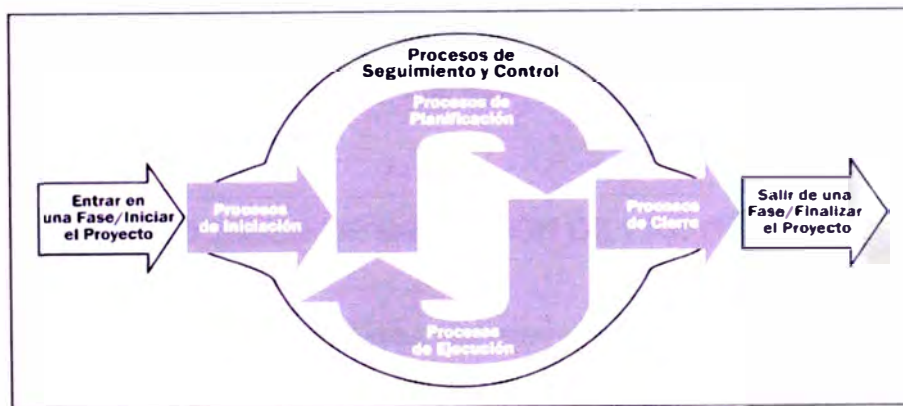 Procesos de
Seguimiento y Control
Procesos de
Planificación
Entrar en
una Fase/Iniciar
el Proyecto
Procesos
de Iniciación
Procesos
de Cierre
Salir de una
Fase/Finalizar
el Proyecto
Procesos
de Ejecución